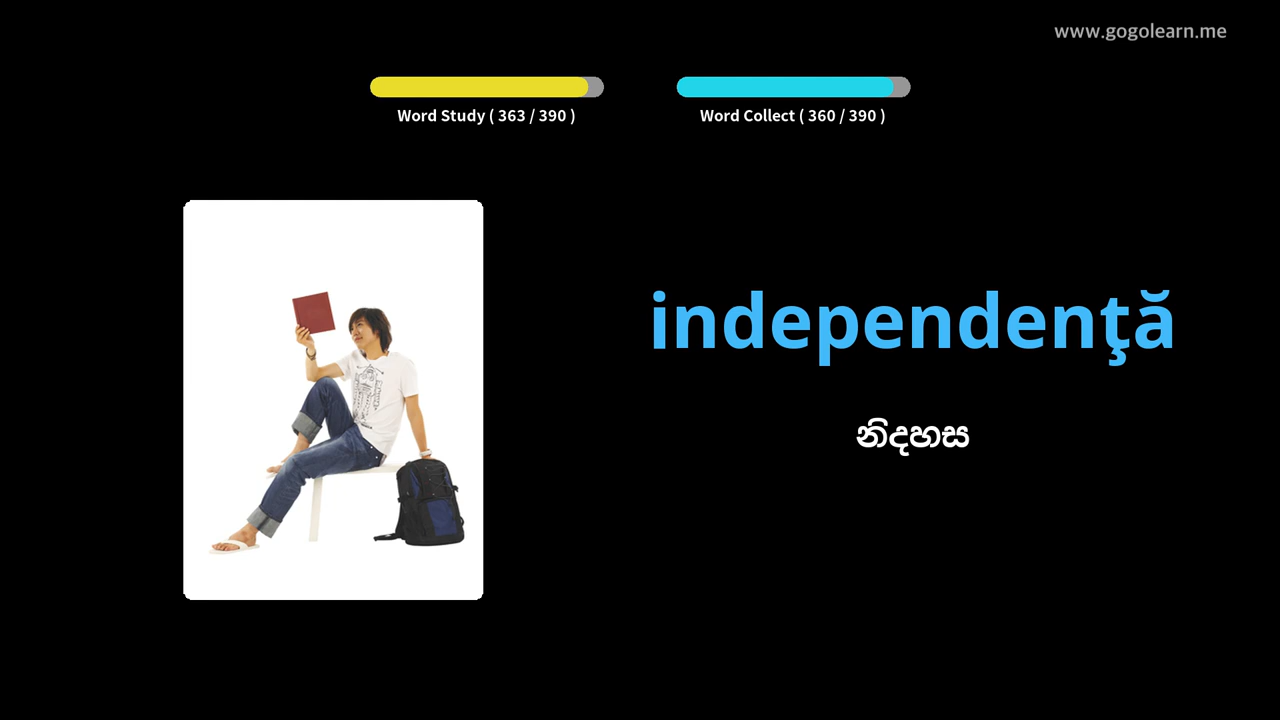 www.gogolearn.me
Word Study ( 363 / 390 )
Word Collect ( 360 / 390 )
independenţă
නිදහස